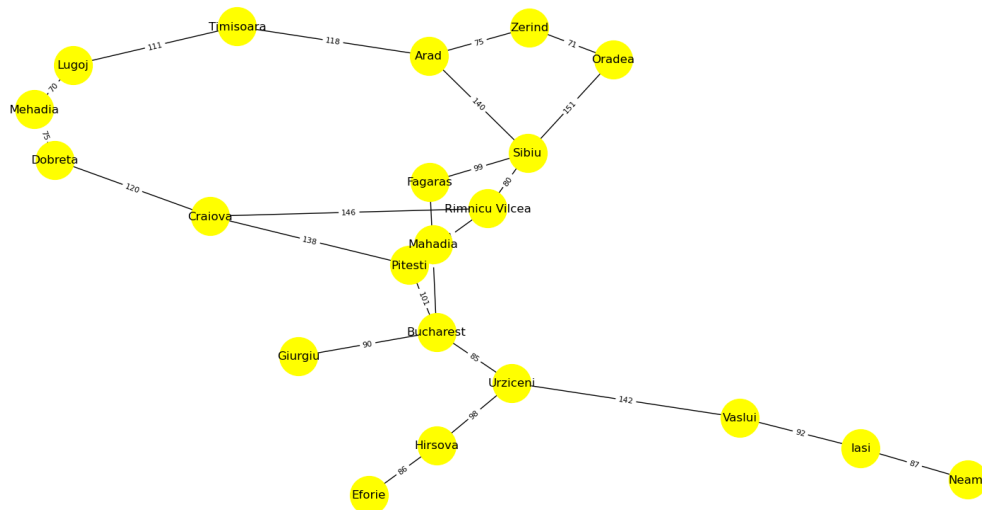 Timisoara
Zerind
111
118
75
71
Arad
Oradea
Lugoj
70
140
151
Mehadia
75
Sibiu
Dobreta
99
80
Fagaras
120
Rimnicu Vilcea
146
Craiova
138
Mahadia
Pitesti
101
Bucharest
90
Giurgiu
85
Urziceni
142
98
Vaslui
92
Hirsova
Iasi
86
87
Neam
Eforie